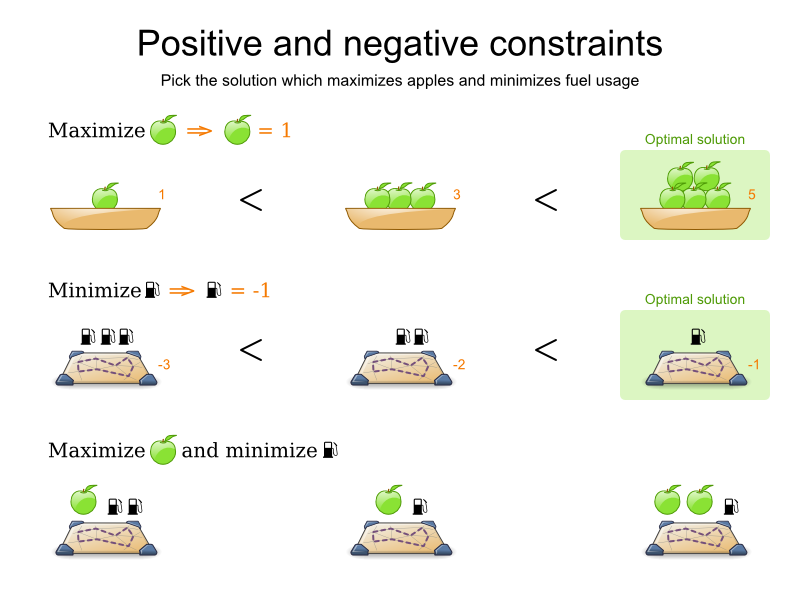 Positive and negative constraints
Pick the solution which maximizes apples and minimizes fuel usage
Maximize ⇒ = 1
Optimal solution
1 < 3 < 5
Minimize ⇒ = -1
Optimal solution
-3 < -2 < -1
Maximize and minimize